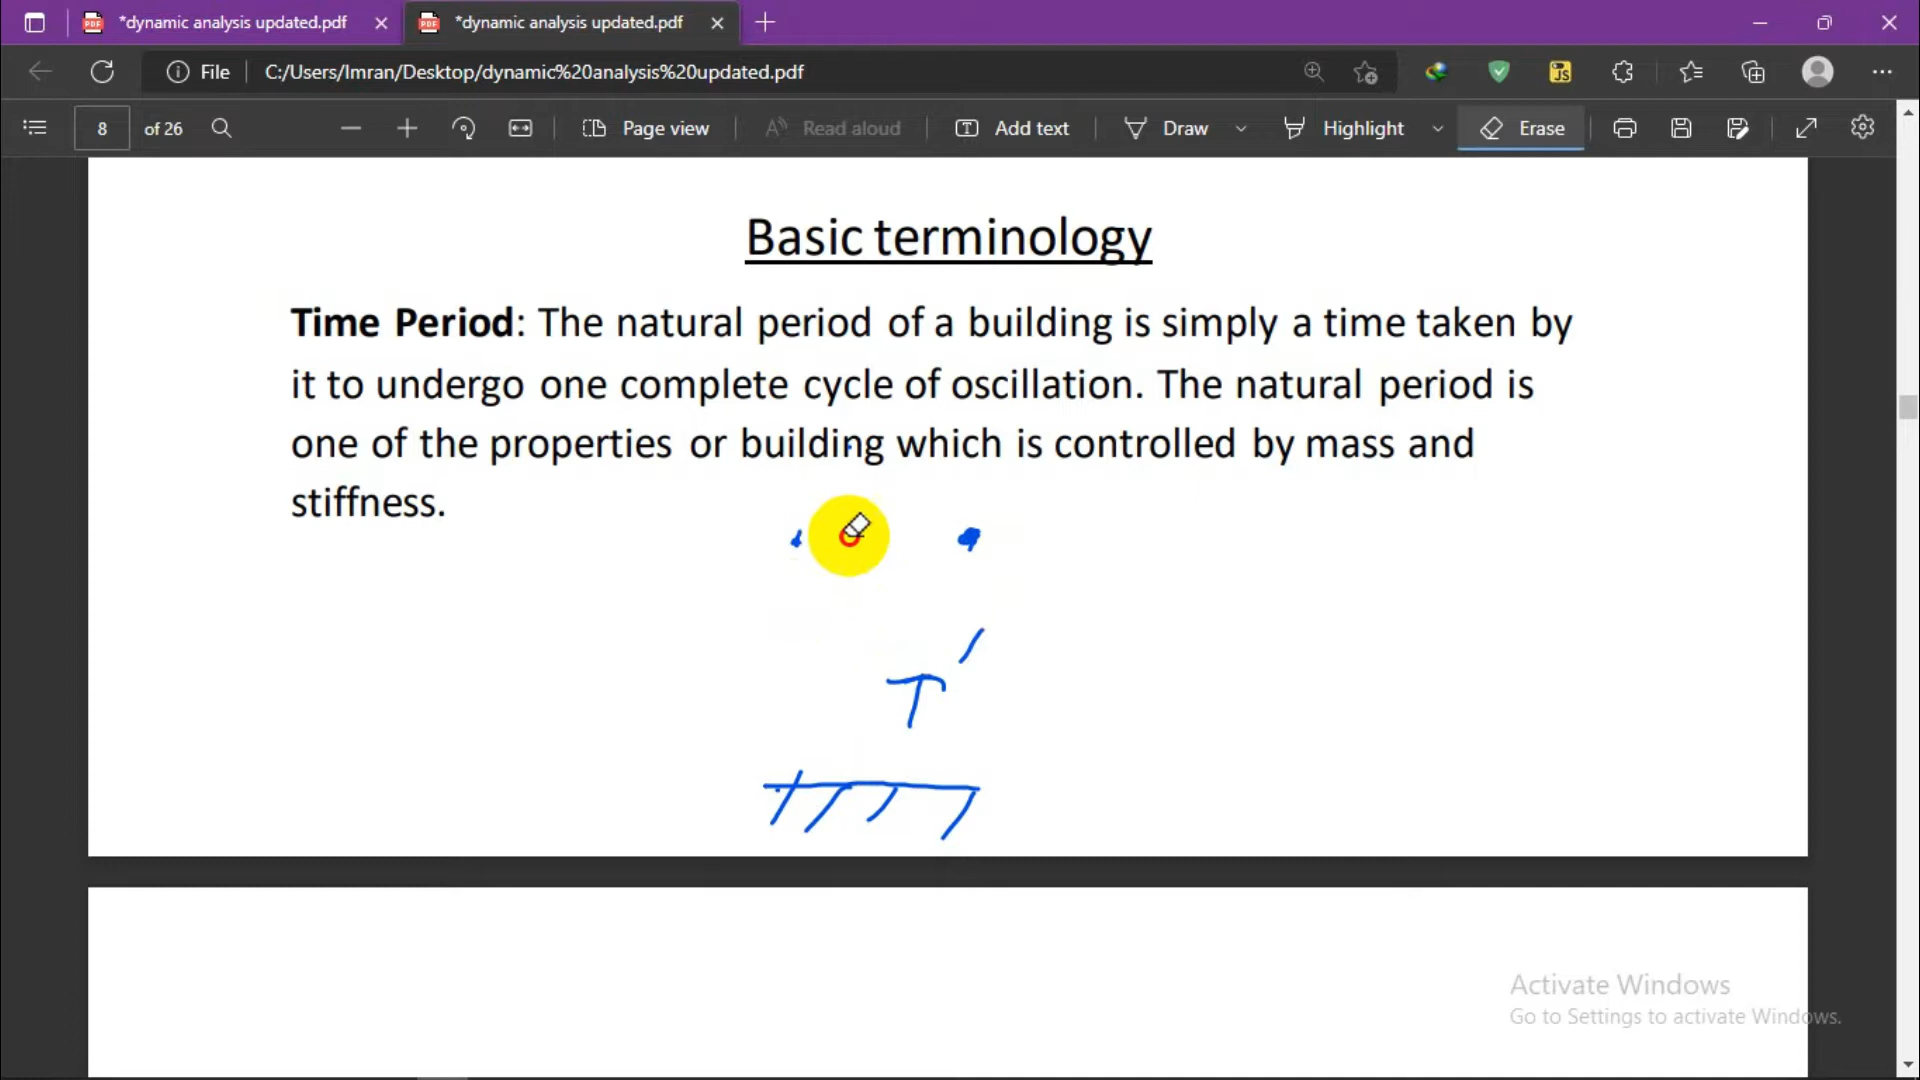 *dynamic analysis updated.pdf
*dynamic analysis updated.pdf
File
C:/Users/Imran/Desktop/dynamic%20analysis%20updated.pdf
8 of 26
Page view
Read aloud
Add text
Draw
Highlight
Erase
Basic terminology
Time Period: The natural period of a building is simply a time taken by
it to undergo one complete cycle of oscillation. The natural period is
one of the properties or building which is controlled by mass and
stiffness.
T
Activate Windows
Go to Settings to activate Windows.